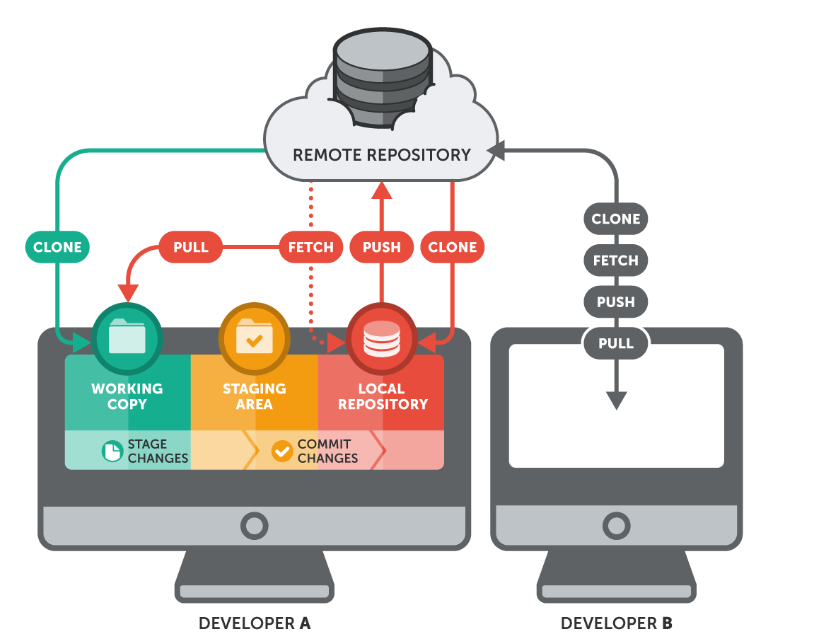 REMOTE REPOSITORY
CLONE
PULL
FETCH
PUSH
CLONE
CLONE
FETCH
PUSH
PULL
WORKING
COPY
STAGING
AREA
LOCAL
REPOSITORY
STAGE
CHANGES
COMMIT
CHANGES
DEVELOPER A
DEVELOPER B